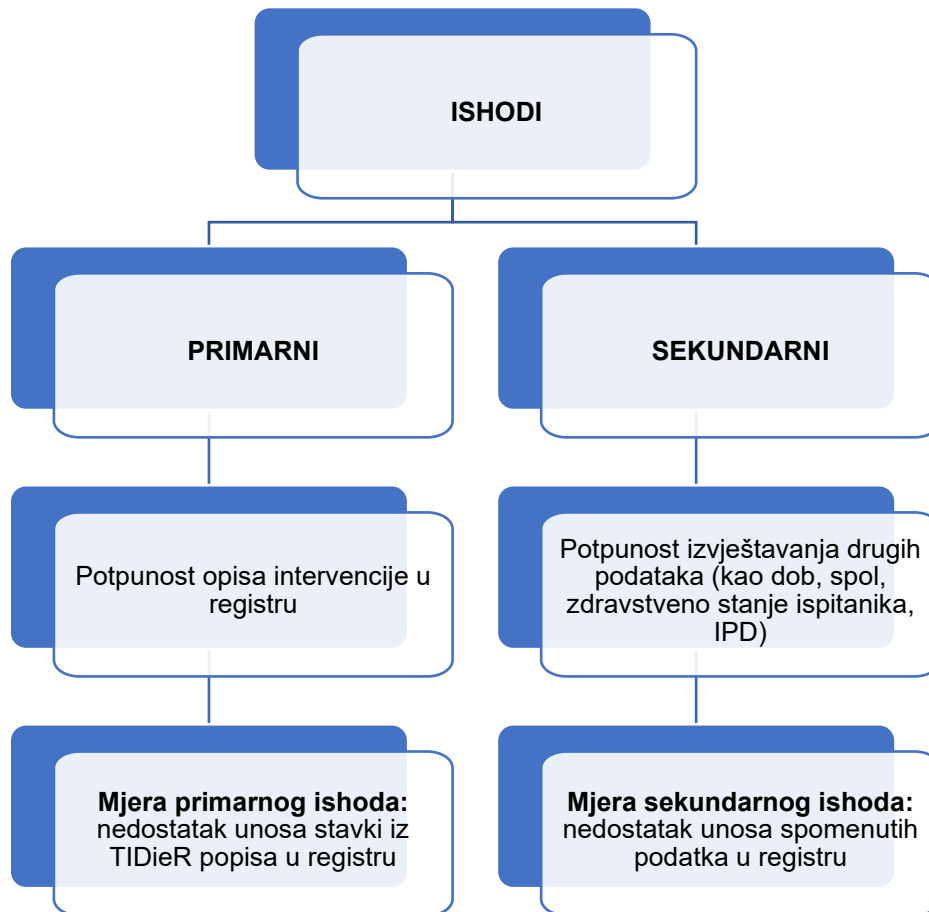 ISHODI
PRIMARNI
SEKUNDARNI
Potpunost opisa intervencije u
registru
Potpunost izvještavanja drugih
podataka (kao dob, spol,
zdravstveno stanje ispitanika,
IPD)
Mjera primarnog ishoda:
nedostatak unosa stavki iz
TIDieR popisa u registru
Mjera sekundarnog ishoda:
nedostatak unosa spomenutih
podatka u registru